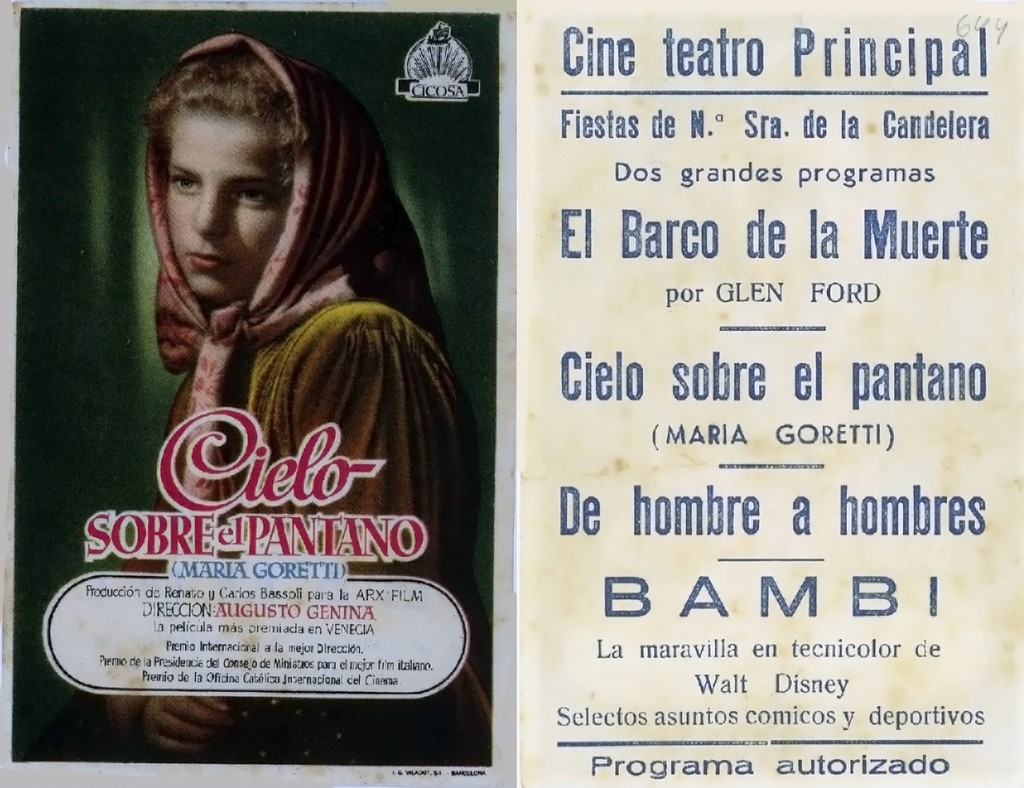 CICOSA
Cielo
SOBRE el PANTANO
(MARIA GORETTI)
Producción de Renato y Carlos Bassoli para la ARX FILM
DIRECCION: AUGUSTO GENINA
La película más premiada en VENECIA
Premio Internacional a la mejor Dirección.
Premio de la Presidencia del Consejo de Ministros para el mejor film italiano.
Premio de la Oficina Católica Internacional del Cinema.
I. G. VILADOT, S.L. - BARCELONA
644
Cine teatro Principal
Fiestas de N.ª Sra. de la Candelera
Dos grandes programas
El Barco de la Muerte
por GLEN FORD
Cielo sobre el pantano
(MARIA GORETTI)
De hombre a hombres
BAMBI
La maravilla en tecnicolor de
Walt Disney
Selectos asuntos comicos y deportivos
Programa autorizado